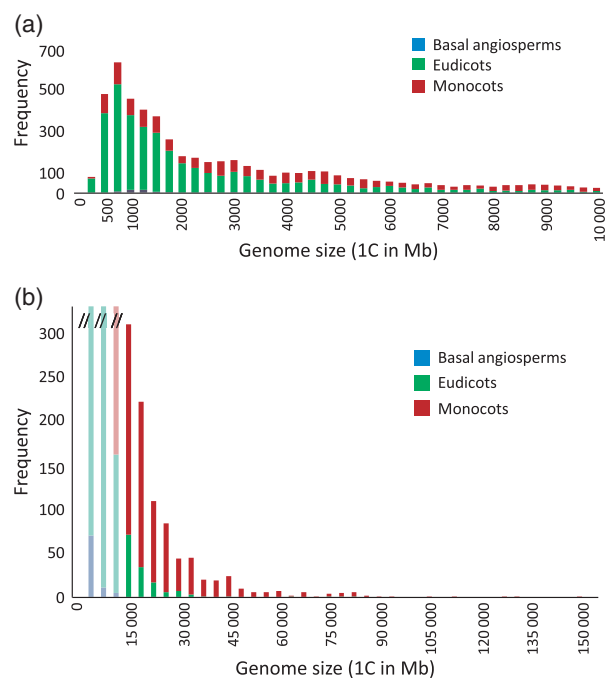 (a)
700
500
300
100
0
Frequency
Basal angiosperms
Eudicots
Monocots
0
500
1000
2000
3000
4000
5000
6000
7000
8000
9000
10 000
Genome size (1C in Mb)
(b)
// // //
300
250
200
150
100
50
0
Frequency
Basal angiosperms
Eudicots
Monocots
0
15 000
30 000
45 000
60 000
75 000
90 000
105 000
120 000
135 000
150 000
Genome size (1C in Mb)